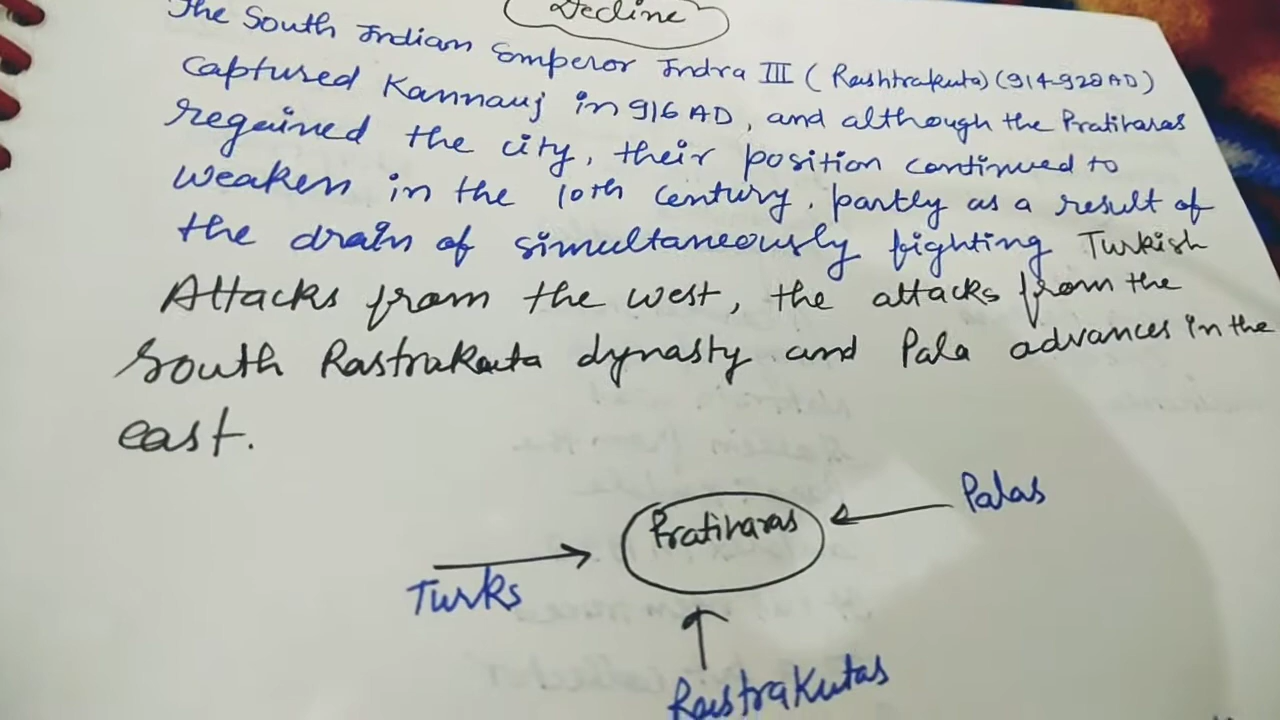 Decline
The South Indian Emperor Indra III (Rashtrakuta) (914-928 AD)
captured Kannauj in 916 AD, and although the Pratiharas
regained the city, their position continued to
weaken in the 10th Century, partly as a result of
the drain of simultaneously fighting Turkish
Attacks from the west, the attacks from the
South Rastrakuta dynasty and Pala advances in the
east.
Pratiharas
Palas
Turks
Rastrakutas